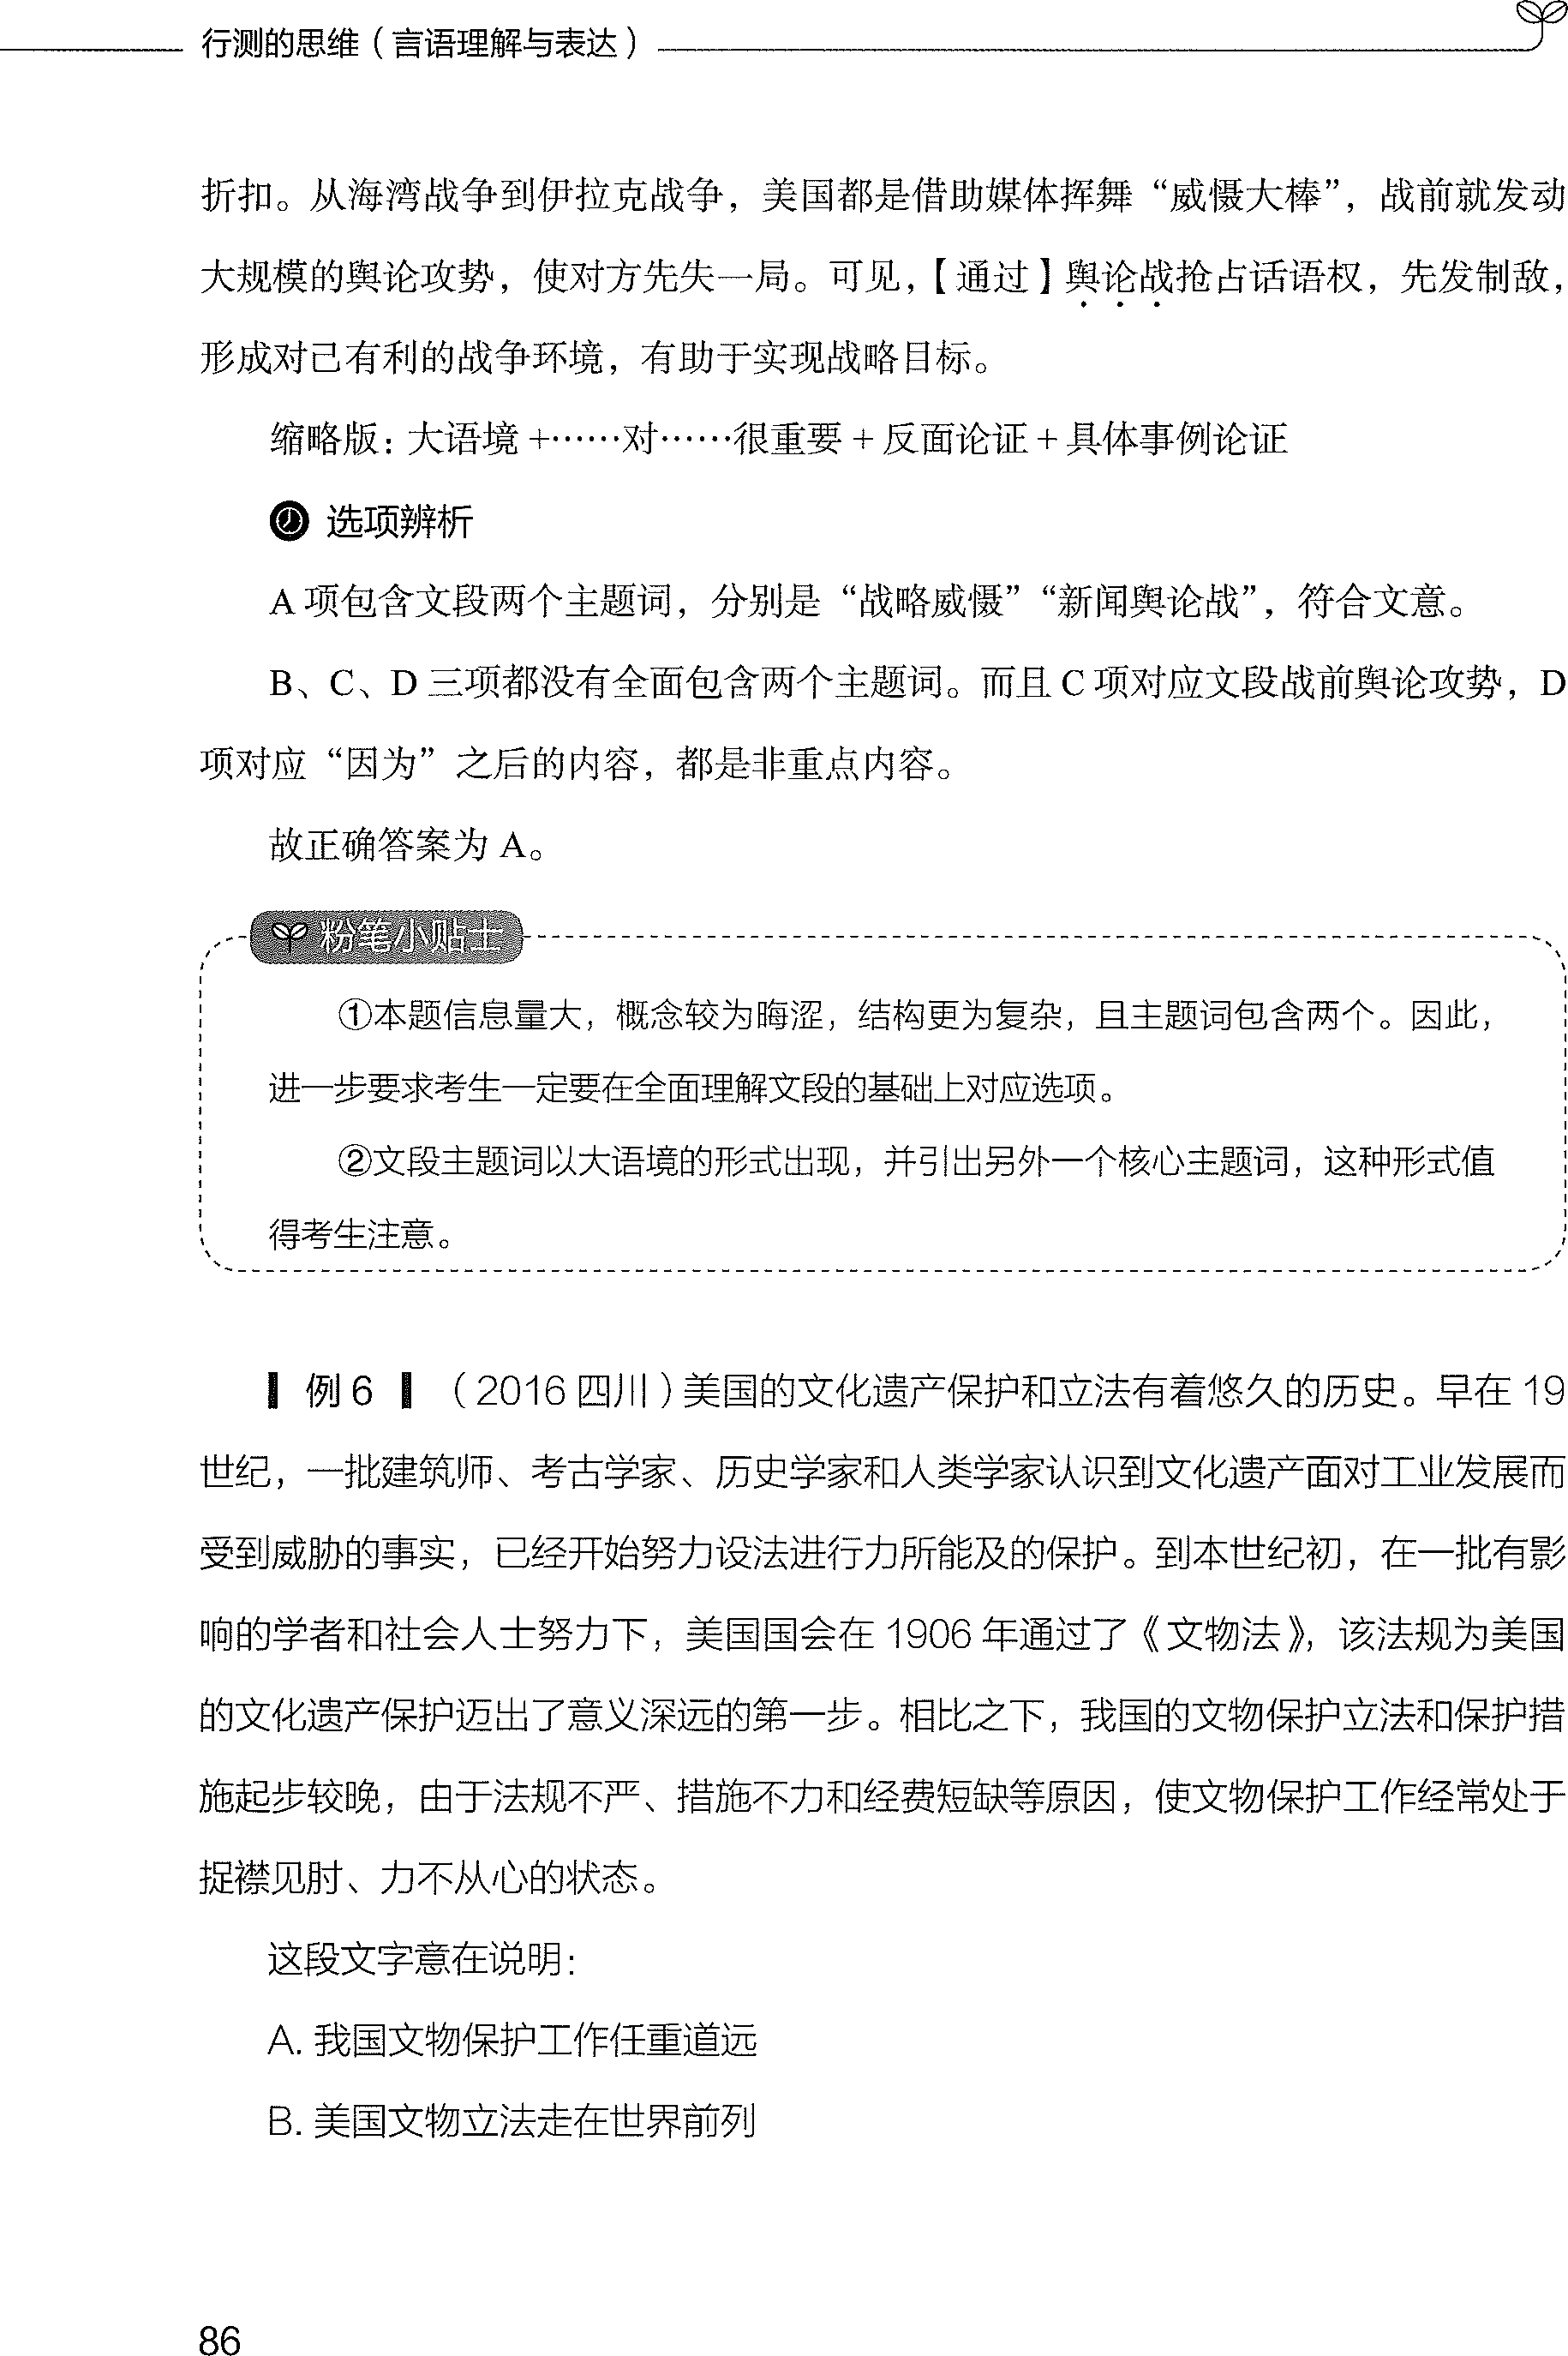 行测的思维（言语理解与表达）
折扣。从海湾战争到伊拉克战争，美国都是借助媒体挥舞“威慑大棒”，战前就发动
大规模的舆论攻势，使对方先失一局。可见，【通过】舆论战抢占话语权，先发制敌，
形成对己有利的战争环境，有助于实现战略目标。
缩略版：大语境+……对……很重要+反面论证+具体事例论证
选项辨析
A项包含文段两个主题词，分别是“战略威慑”“新闻舆论战”，符合文意。
B、C、D三项都没有全面包含两个主题词。而且C项对应文段战前舆论攻势，D
项对应“因为”之后的内容，都是非重点内容。
故正确答案为A。
粉笔小贴士
①本题信息量大，概念较为晦涩，结构更为复杂，且主题词包含两个。因此，
进一步要求考生一定要在全面理解文段的基础上对应选项。
②文段主题词以大语境的形式出现，并引出另外一个核心主题词，这种形式值
得考生注意。
例6（2016四川）美国的文化遗产保护和立法有着悠久的历史。早在19
世纪，一批建筑师、考古学家、历史学家和人类学家认识到文化遗产面对工业发展而
受到威胁的事实，已经开始努力设法进行力所能及的保护。到本世纪初，在一批有影
响的学者和社会人士努力下，美国国会在1906年通过了《文物法》，该法规为美国
的文化遗产保护迈出了意义深远的第一步。相比之下，我国的文物保护立法和保护措
施起步较晚，由于法规不严、措施不力和经费短缺等原因，使文物保护工作经常处于
捉襟见肘、力不从心的状态。
这段文字意在说明：
A. 我国文物保护工作任重道远
B. 美国文物立法走在世界前列
86